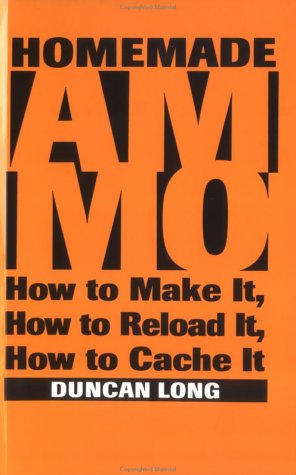 HOMEMADE
AM
MO
How to Make It,
How to Reload It,
How to Cache It
DUNCAN LONG